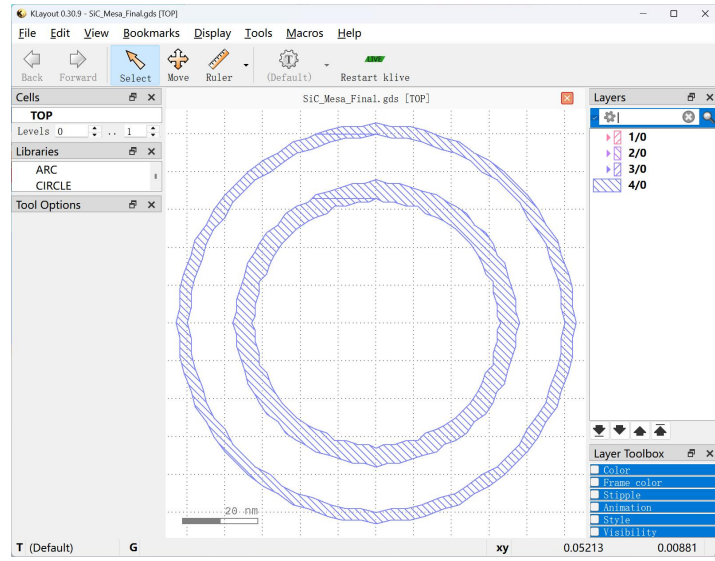 KLayout 0.30.9 - SiC_Mesa_Final.gds [TOP]
File Edit View Bookmarks Display Tools Macros Help
Back Forward Select Move Ruler (Default) Restart klive
LIVE
Cells
TOP
Levels 0 .. 1
Libraries
ARC
CIRCLE
Tool Options
SiC_Mesa_Final.gds [TOP]
20 nm
Layers
1/0
2/0
3/0
4/0
Layer Toolbox
Color
Frame color
Stipple
Animation
Style
Visibility
T (Default) G xy 0.05213 0.00881